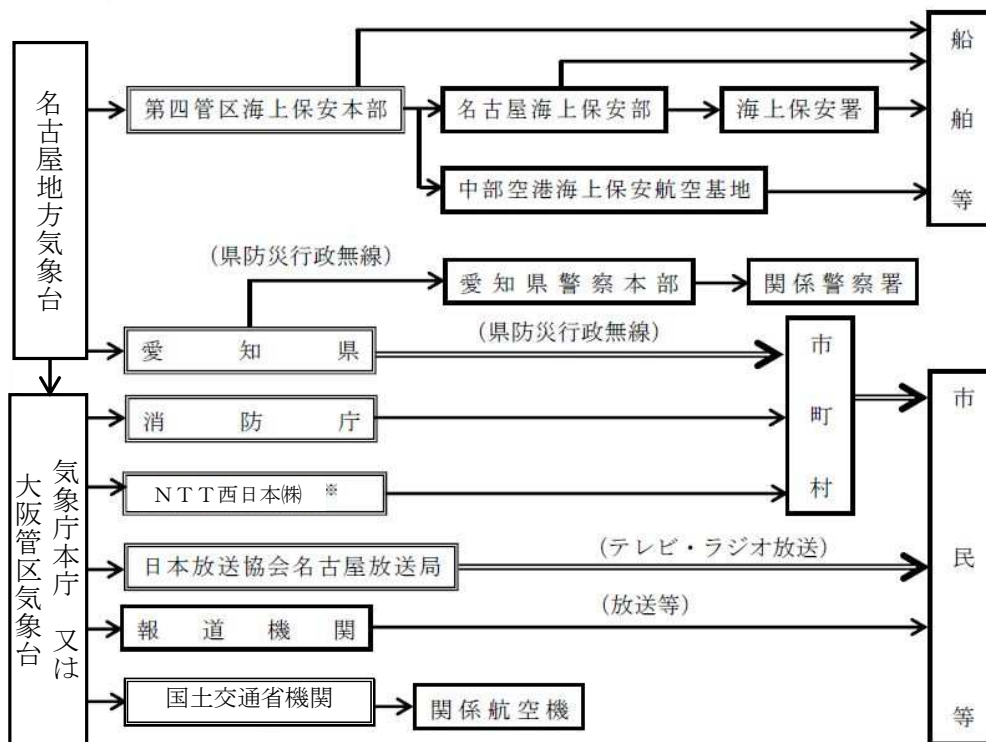 名古屋地方気象台
第四管区海上保安本部
名古屋海上保安部
海上保安署
船舶等
中部空港海上保安航空基地
(県防災行政無線)
愛知県警察本部
関係警察署
愛知県
(県防災行政無線)
市町村
消防庁
NTT西日本㈱ ※
気象庁本庁 又は
大阪管区気象台
日本放送協会名古屋放送局
(テレビ・ラジオ放送)
市民等
報道機関
(放送等)
国土交通省機関
関係航空機